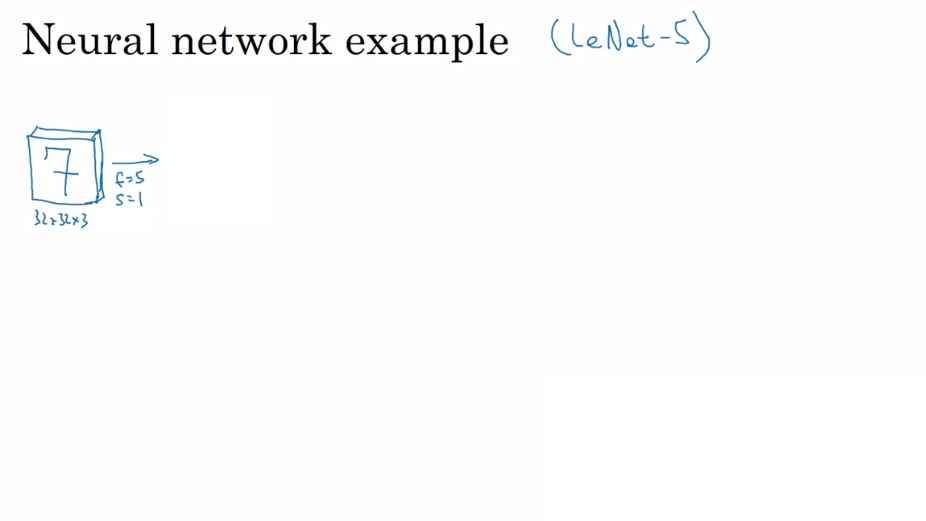 Neural network example (LeNet-5)
7
f=5
s=1
32×32×3